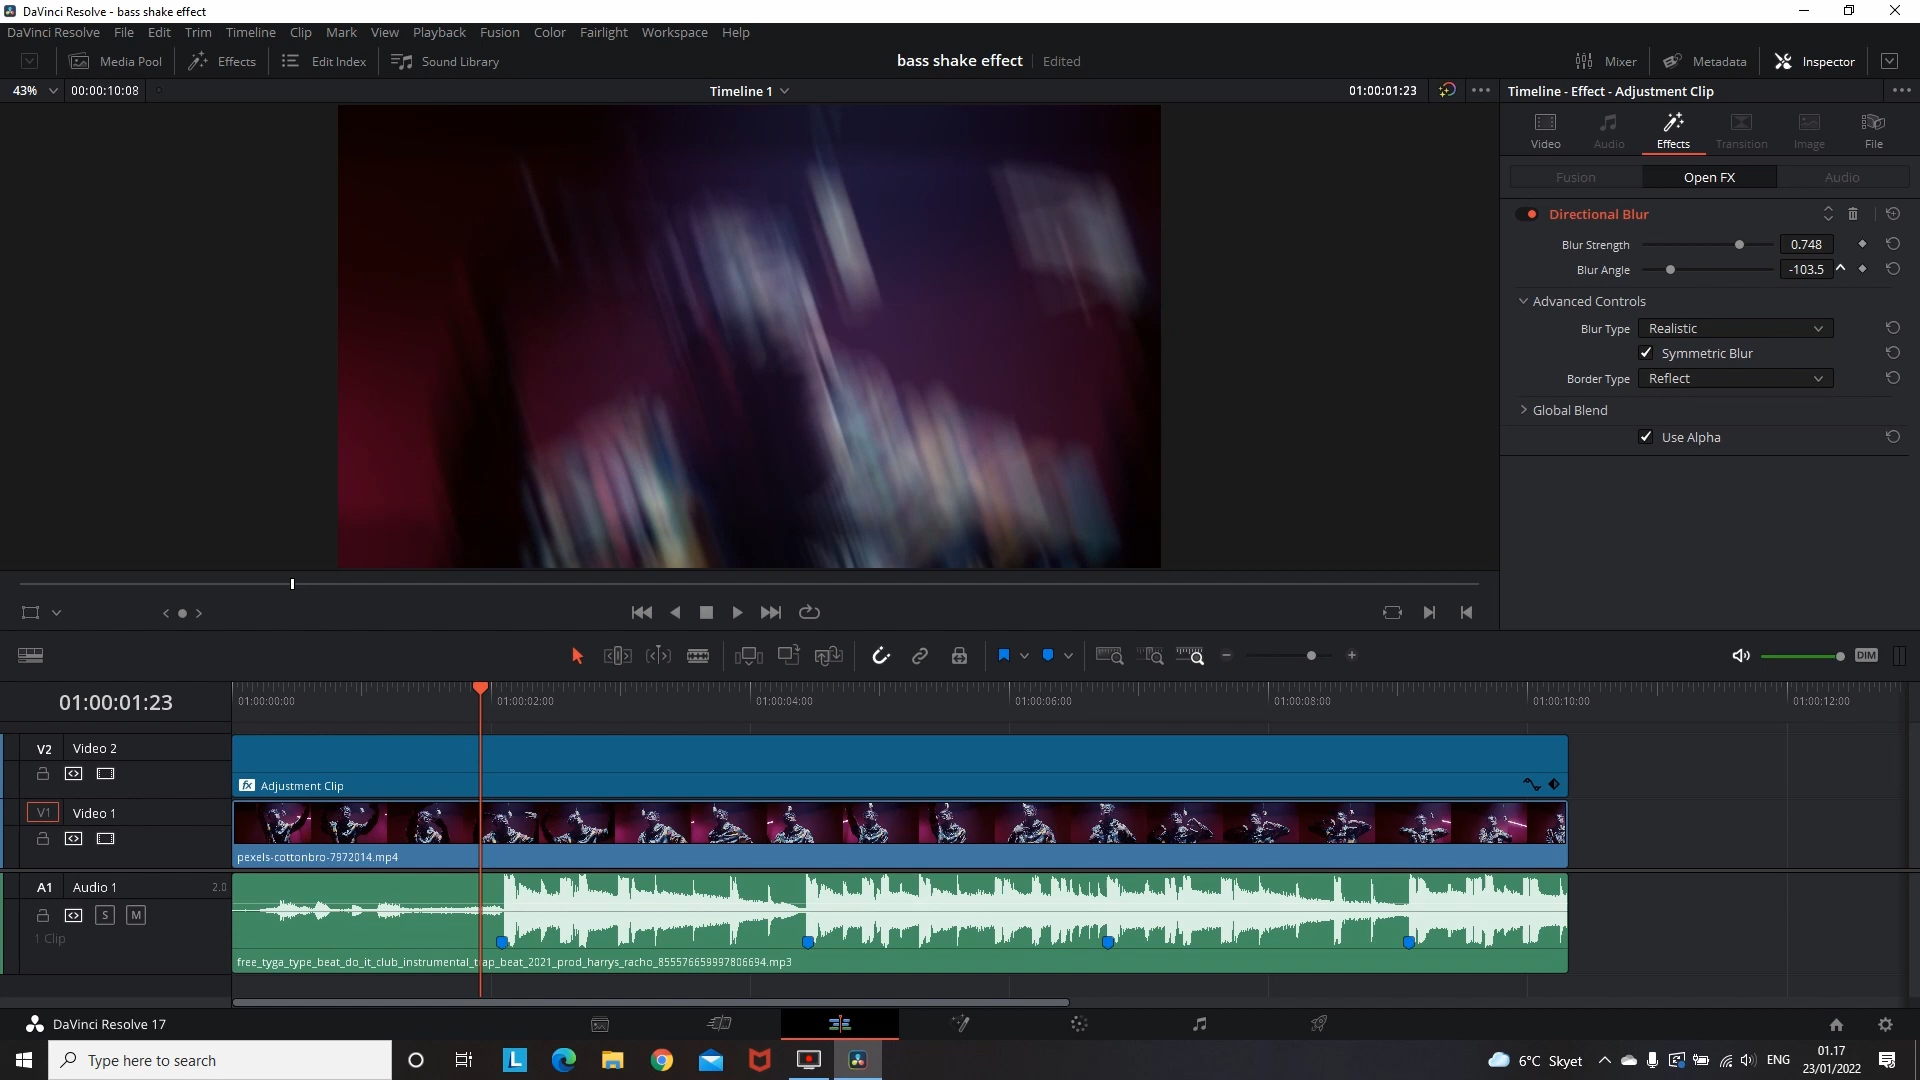 DaVinci Resolve - bass shake effect
DaVinci Resolve File Edit Trim Timeline Clip Mark View Playback Fusion Color Fairlight Workspace Help
Media Pool Effects Edit Index Sound Library bass shake effect Edited Mixer Metadata Inspector
43% 00:00:10:08 Timeline 1 01:00:01:23 Timeline - Effect - Adjustment Clip
Video Audio Effects Transition Image File
Fusion Open FX Audio
Directional Blur
Blur Strength 0.748
Blur Angle -103.5
Advanced Controls
Blur Type Realistic
Symmetric Blur
Border Type Reflect
Global Blend
Use Alpha
DIM
01:00:01:23 01:00:00:00 01:00:02:00 01:00:04:00 01:00:06:00 01:00:08:00 01:00:10:00 01:00:12:00
V2 Video 2
fx Adjustment Clip
V1 Video 1
pexels-cottonbro-7972014.mp4
A1 Audio 1 2.0
S M
1 Clip
free_tyga_type_beat_do_it_club_instrumental_trap_beat_2021_prod_harrys_racho_855576659997806694.mp3
DaVinci Resolve 17
Type here to search L 6°C Skyet ENG 01.17
23/01/2022